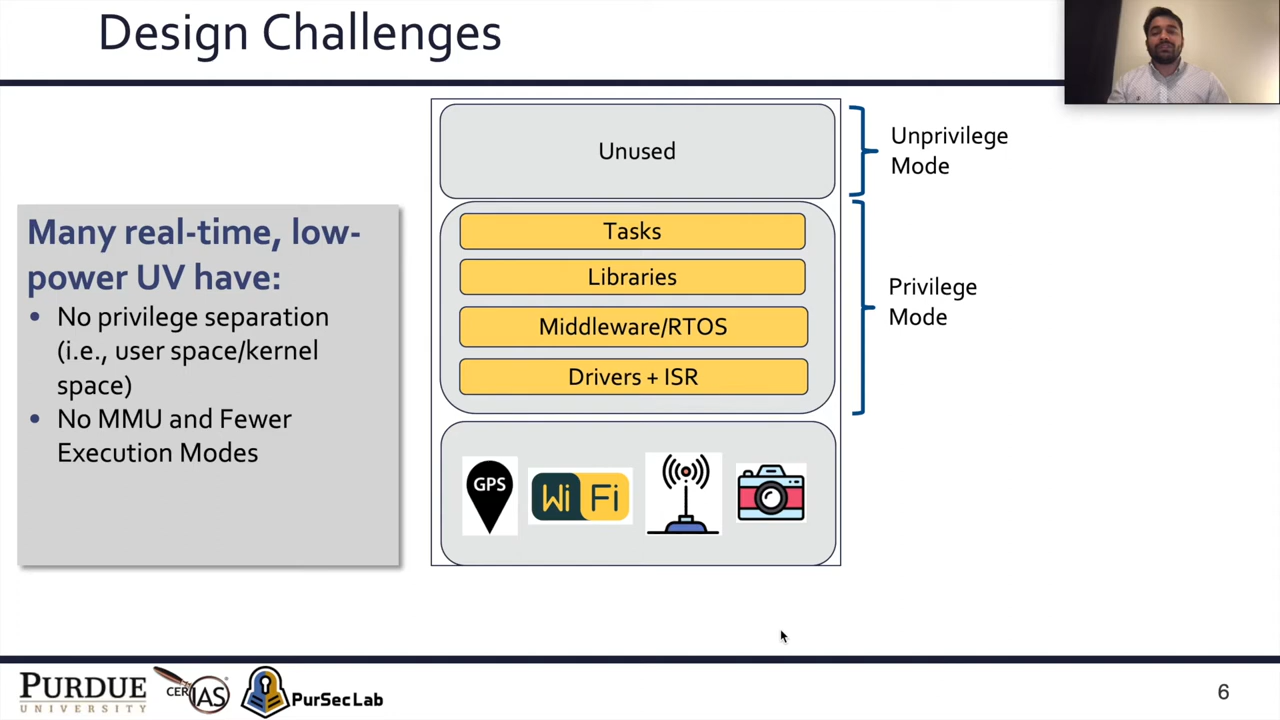 Design Challenges
Unused
Unprivilege
Mode
Many real-time, low-
power UV have:
• No privilege separation
(i.e., user space/kernel
space)
• No MMU and Fewer
Execution Modes
Tasks
Libraries
Middleware/RTOS
Drivers + ISR
Privilege
Mode
GPS
Wi Fi
PURDUE
UNIVERSITY
CERIAS
PurSecLab
6